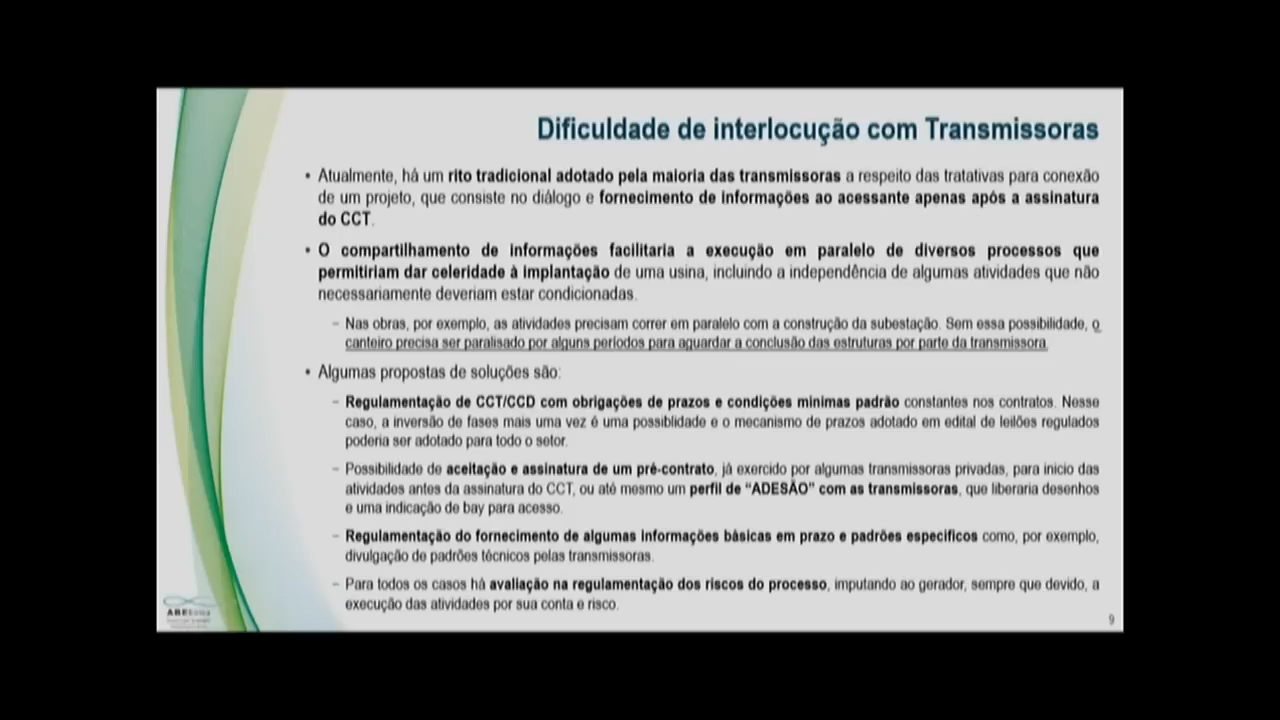 Dificuldade de interlocução com Transmissoras
• Atualmente, há um rito tradicional adotado pela maioria das transmissoras a respeito das tratativas para conexão
de um projeto, que consiste no diálogo e fornecimento de informações ao acessante apenas após a assinatura
do CCT.
• O compartilhamento de informações facilitaria a execução em paralelo de diversos processos que
permitiriam dar celeridade à implantação de uma usina, incluindo a independência de algumas atividades que não
necessariamente deveriam estar condicionadas.
– Nas obras, por exemplo, as atividades precisam correr em paralelo com a construção da subestação. Sem essa possibilidade, o
canteiro precisa ser paralisado por alguns períodos para aguardar a conclusão das estruturas por parte da transmissora.
• Algumas propostas de soluções são:
– Regulamentação de CCT/CCD com obrigações de prazos e condições minimas padrão constantes nos contratos. Nesse
caso, a inversão de fases mais uma vez é uma possiblidade e o mecanismo de prazos adotado em edital de leilões regulados
poderia ser adotado para todo o setor.
– Possibilidade de aceitação e assinatura de um pré-contrato, já exercido por algumas transmissoras privadas, para inicio das
atividades antes da assinatura do CCT, ou até mesmo um perfil de “ADESÃO” com as transmissoras, que liberaria desenhos
e uma indicação de bay para acesso.
– Regulamentação do fornecimento de algumas informações básicas em prazo e padrões especificos como, por exemplo,
divulgação de padrões técnicos pelas transmissoras.
– Para todos os casos há avaliação na regulamentação dos riscos do processo, imputando ao gerador, sempre que devido, a
execução das atividades por sua conta e risco.
9